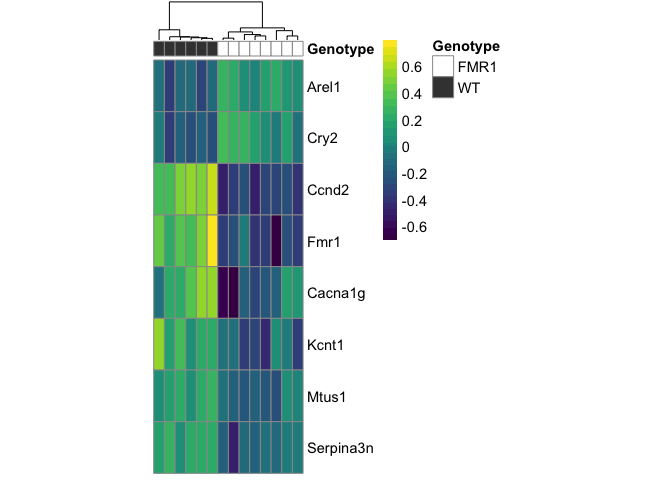 Genotype
Arel1
Cry2
Ccnd2
Fmr1
Cacna1g
Kcnt1
Mtus1
Serpina3n
0.6
0.4
0.2
0
-0.2
-0.4
-0.6
Genotype
FMR1
WT